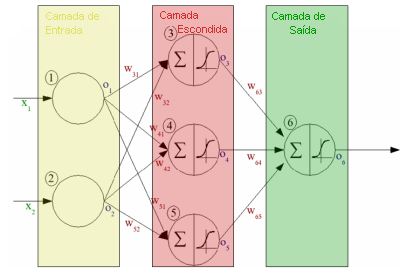 Camada de
Entrada
Camada
Escondida
Camada de
Saída
1
2
3
4
5
6
x1
x2
o1
o2
o3
o4
o5
o6
w31
w32
w41
w42
w51
w52
w63
w64
w65
Σ
Σ
Σ
Σ